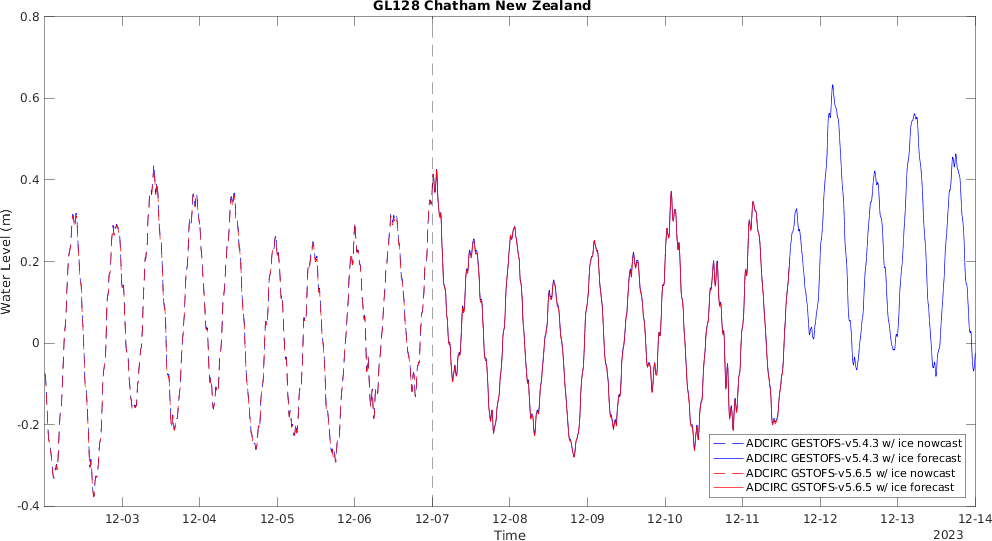 GL128 Chatham New Zealand
0.8
0.6
0.4
0.2
0
-0.2
-0.4
Water Level (m)
ADCIRC GESTOFS-v5.4.3 w/ ice nowcast
ADCIRC GESTOFS-v5.4.3 w/ ice forecast
ADCIRC GSTOFS-v5.6.5 w/ ice nowcast
ADCIRC GSTOFS-v5.6.5 w/ ice forecast
12-03 12-04 12-05 12-06 12-07 12-08 12-09 12-10 12-11 12-12 12-13 12-14
Time
2023